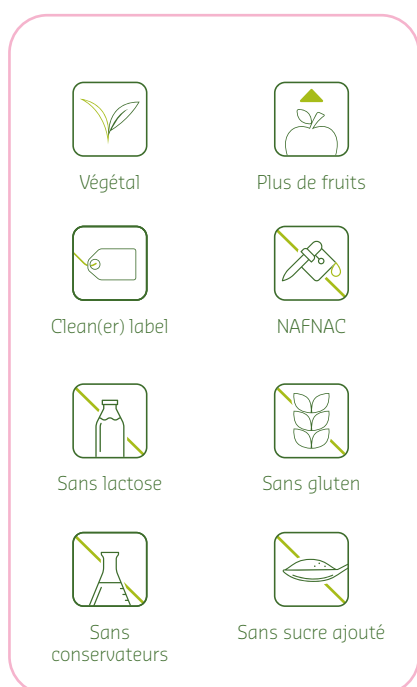 Végétal
Plus de fruits
Clean(er) label
NAFNAC
Sans lactose
Sans gluten
Sans
conservateurs
Sans sucre ajouté